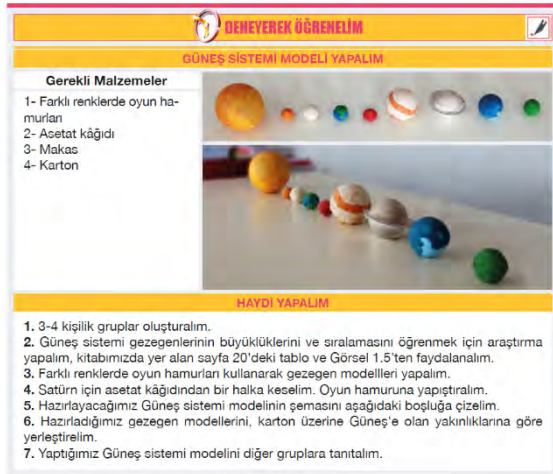 DENEYEREK ÖĞRENELİM
GÜNEŞ SİSTEMİ MODELİ YAPALIM
Gerekli Malzemeler
1- Farklı renklerde oyun ha-
murları
2- Asetat kâğıdı
3- Makas
4- Karton
HAYDİ YAPALIM
1. 3-4 kişilik gruplar oluşturalım.
2. Güneş sistemi gezegenlerinin büyüklüklerini ve sıralamasını öğrenmek için araştırma
yapalım, kitabımızda yer alan sayfa 20'deki tablo ve Görsel 1.5'ten faydalanalım.
3. Farklı renklerde oyun hamurları kullanarak gezegen modellleri yapalım.
4. Satürn için asetat kâğıdından bir halka keselim. Oyun hamuruna yapıştıralım.
5. Hazırlayacağımız Güneş sistemi modelinin şemasını aşağıdaki boşluğa çizelim.
6. Hazırladığımız gezegen modellerini, karton üzerine Güneş'e olan yakınlıklarına göre
yerleştirelim.
7. Yaptığımız Güneş sistemi modelini diğer gruplara tanıtalım.